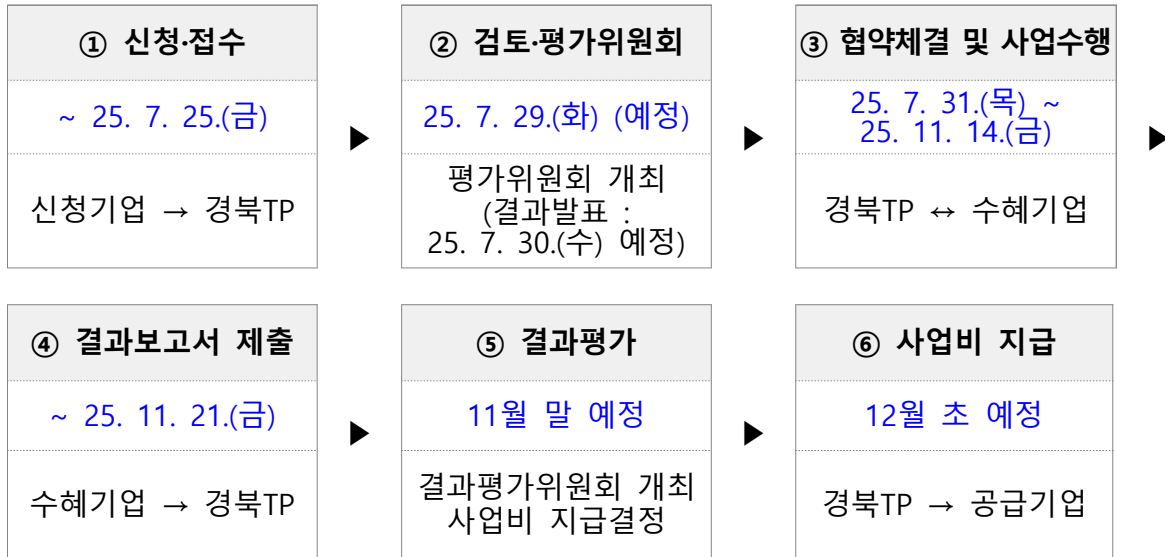 ① 신청·접수
~ 25. 7. 25.(금)
신청기업 → 경북TP
▶
② 검토·평가위원회
25. 7. 29.(화) (예정)
평가위원회 개최
(결과발표 :
25. 7. 30.(수) 예정)
▶
③ 협약체결 및 사업수행
25. 7. 31.(목) ~
25. 11. 14.(금)
경북TP ↔ 수혜기업
▶
④ 결과보고서 제출
~ 25. 11. 21.(금)
수혜기업 → 경북TP
▶
⑤ 결과평가
11월 말 예정
결과평가위원회 개최
사업비 지급결정
▶
⑥ 사업비 지급
12월 초 예정
경북TP → 공급기업